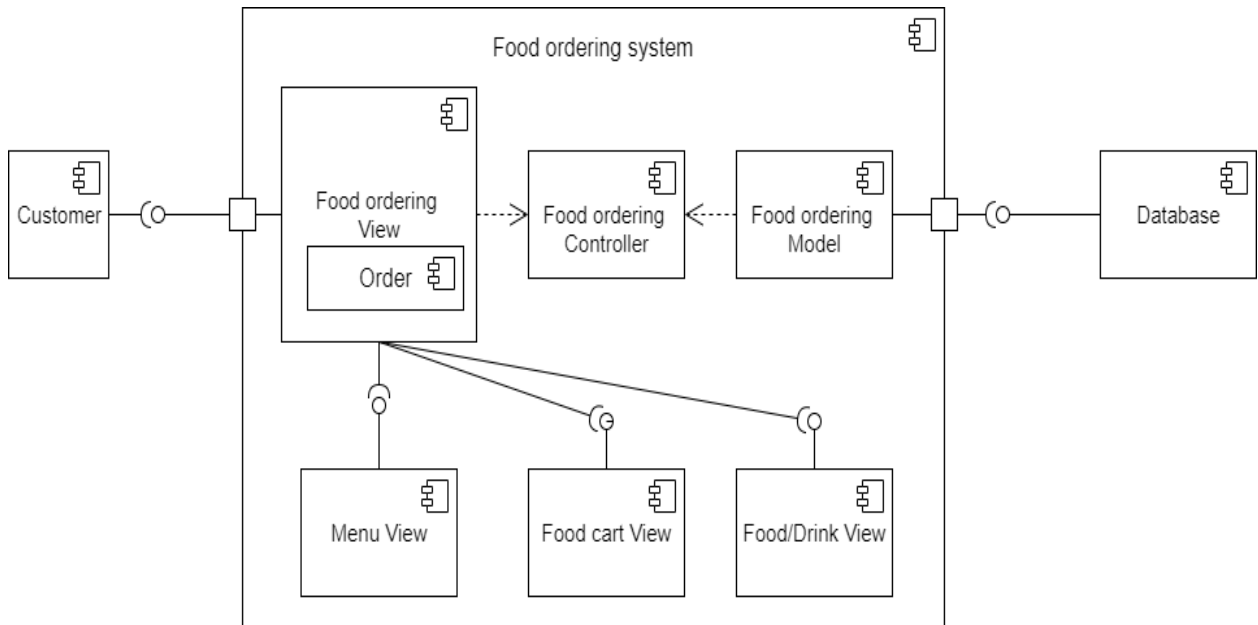 Food ordering system
Customer
Food ordering
View
Order
Food ordering
Controller
Food ordering
Model
Database
Menu View
Food cart View
Food/Drink View